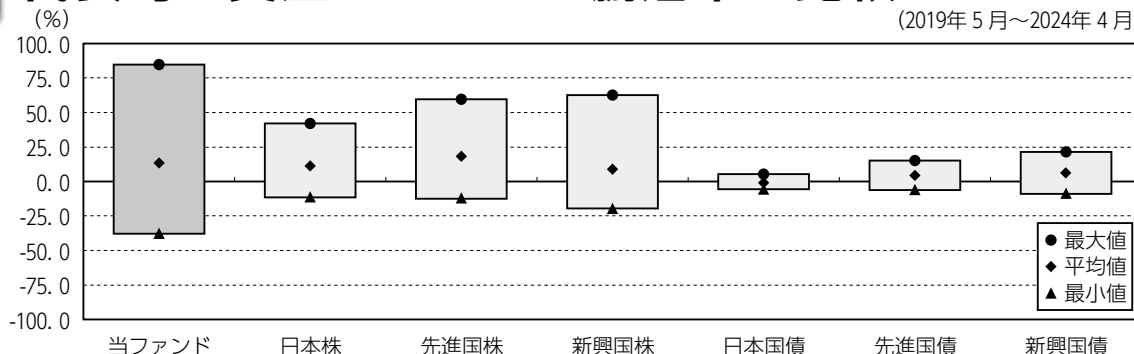 (%)
(2019年5月～2024年4月
100.0
75.0
50.0
25.0
0.0
-25.0
-50.0
-75.0
-100.0
● 最大値
◆ 平均値
▲ 最小値
当ファンド 日本株 先進国株 新興国株 日本国債 先進国債 新興国債